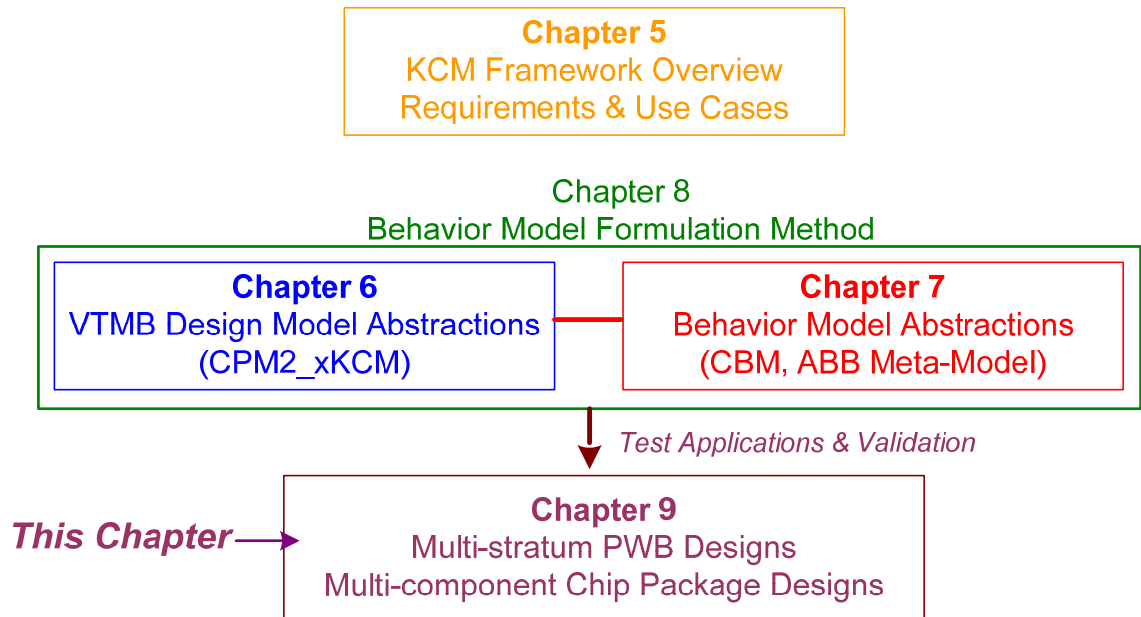 Chapter 5
KCM Framework Overview
Requirements & Use Cases
Chapter 8
Behavior Model Formulation Method
Chapter 6
VTMB Design Model Abstractions
(CPM2_xKCM)
Chapter 7
Behavior Model Abstractions
(CBM, ABB Meta-Model)
Test Applications & Validation
This Chapter
Chapter 9
Multi-stratum PWB Designs
Multi-component Chip Package Designs